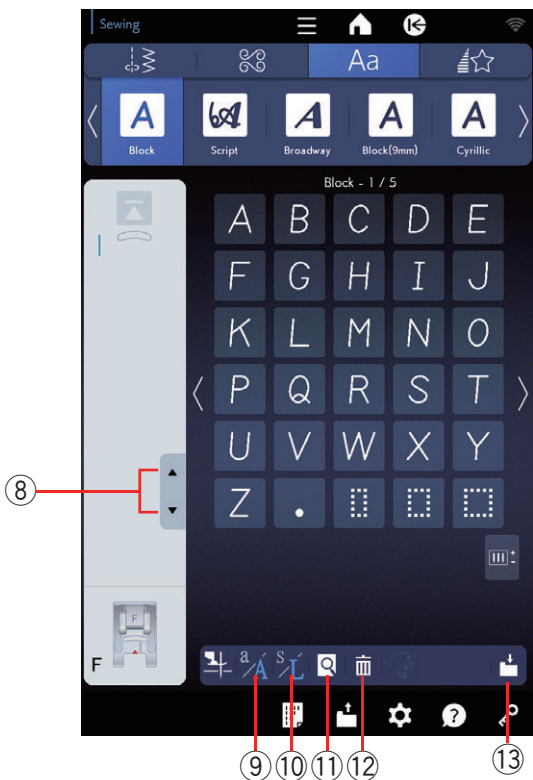 Sewing
Aa
A A A A A
Block Script Broadway Block(9mm) Cyrillic
Block - 1 / 5
A B C D E
F G H I J
K L M N O
P Q R S T
U V W X Y
Z .
⑧
F
F
a/A S/L
?
⑨ ⑩ ⑪ ⑫ ⑬